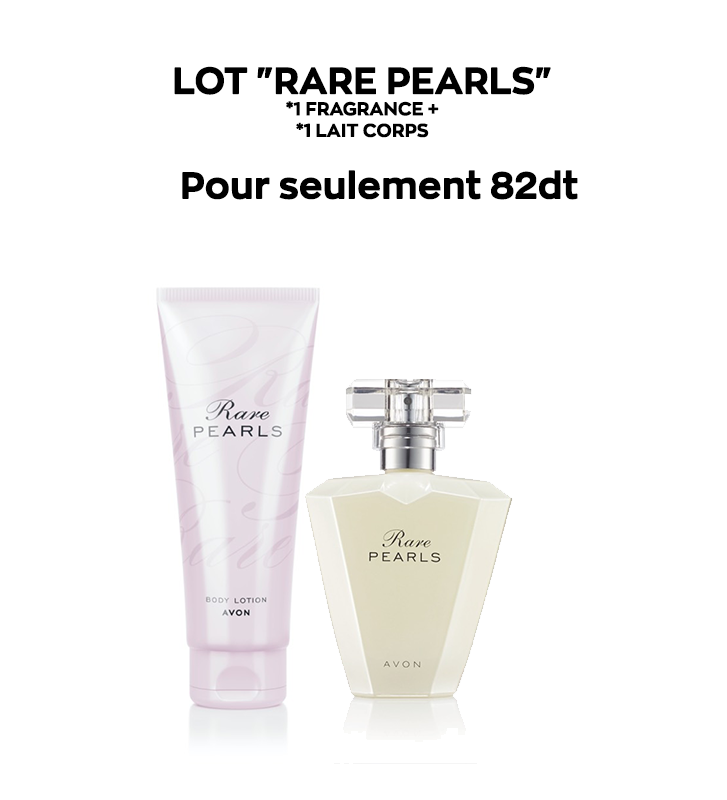 LOT "RARE PEARLS"
*1 FRAGRANCE +
*1 LAIT CORPS
Pour seulement 82dt
Rare
PEARLS
BODY LOTION
AVON
Rare
PEARLS
AVON